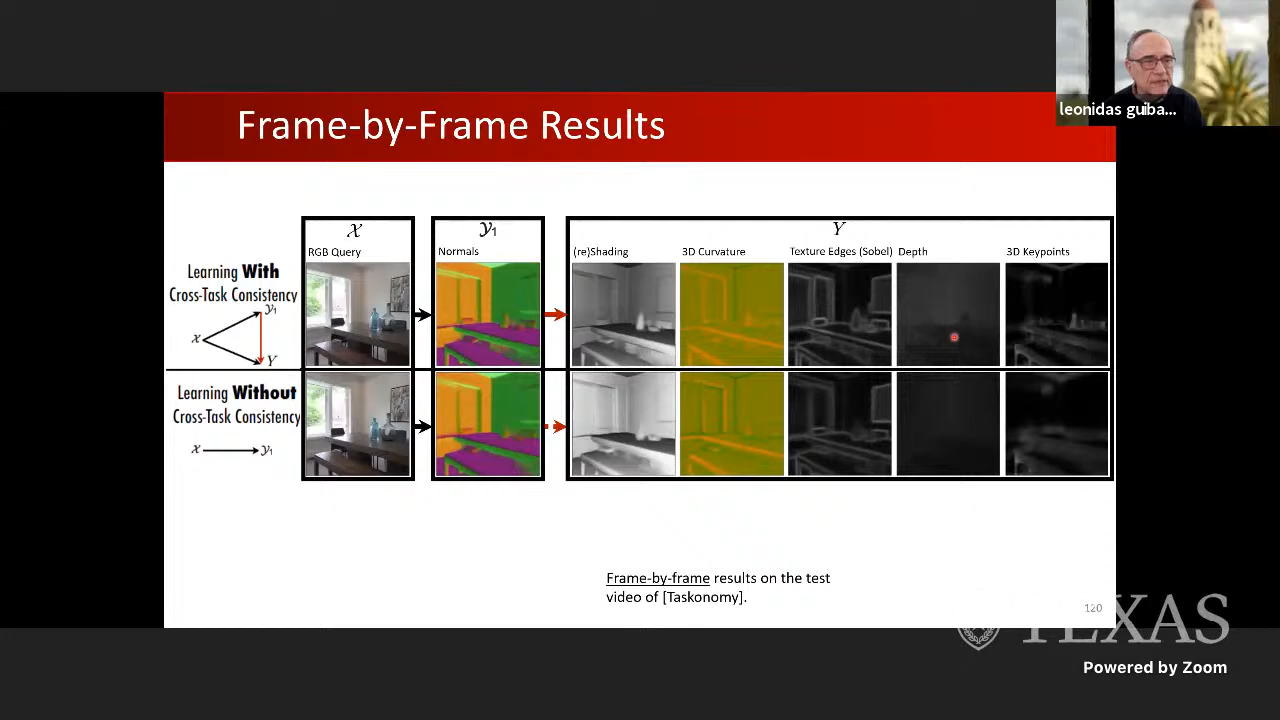 leonidas guiba...
Frame-by-Frame Results
X
RGB Query
Y1
Normals
Y
(re)Shading
3D Curvature
Texture Edges (Sobel)
Depth
3D Keypoints
Learning With
Cross-Task Consistency
X
Y1
Y
Learning Without
Cross-Task Consistency
X
Y1
Frame-by-frame results on the test
video of [Taskonomy].
120
TEXAS
Powered by Zoom